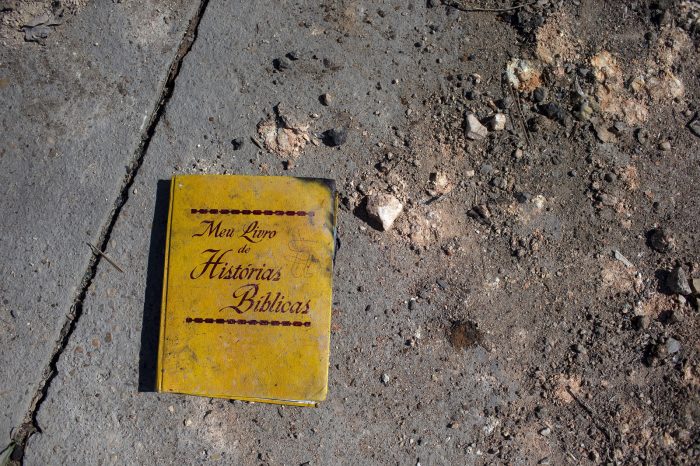 Meu Livro
de
Histórias
Bíblicas